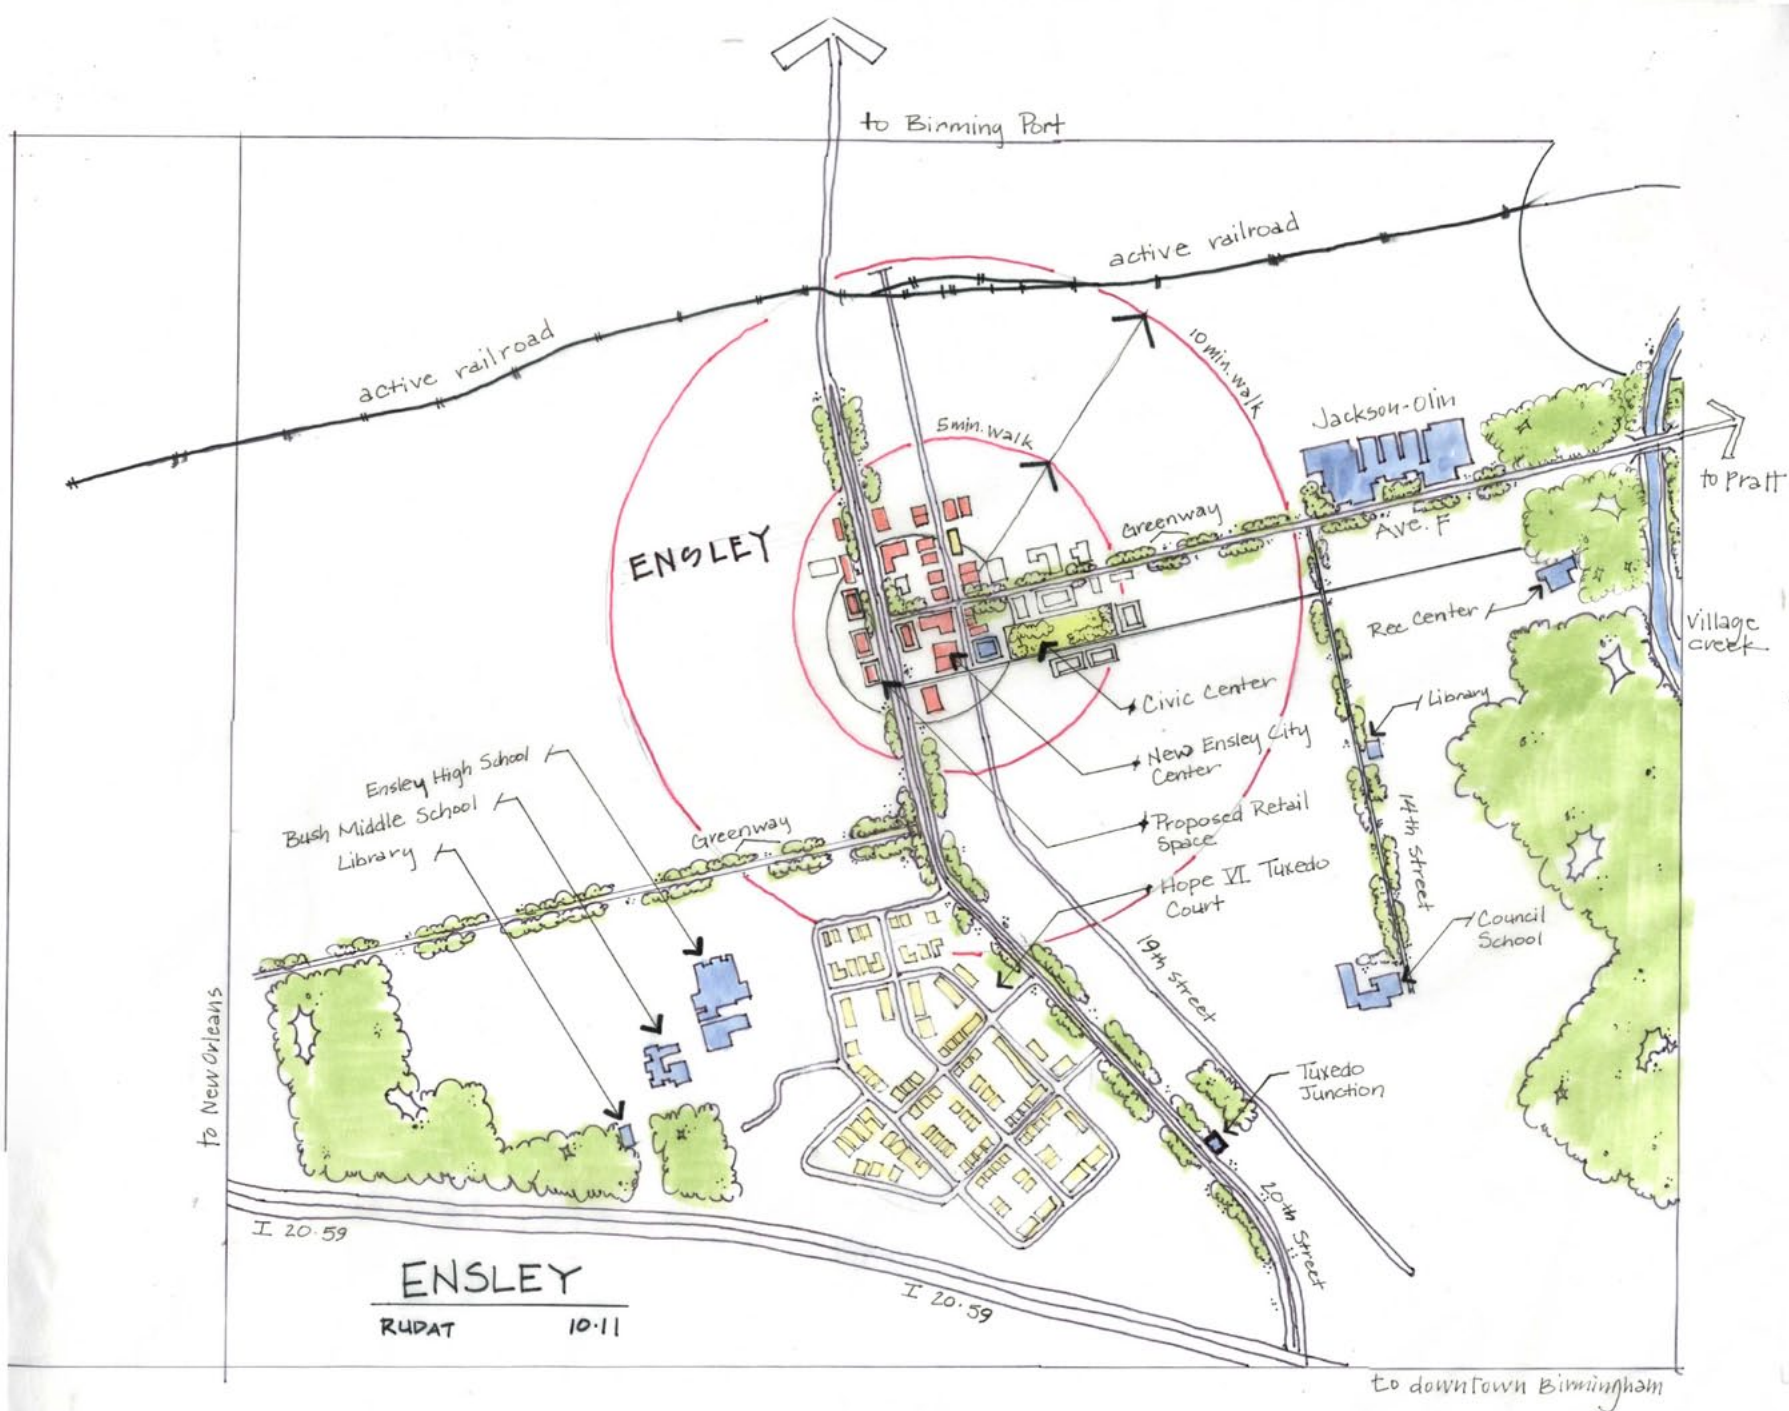 to Birming Port
active railroad
active railroad
10 min. walk
5 min. walk
Jackson-Olin
to Pratt
Greenway
Ave. F
ENSLEY
Rec Center
Village
Creek
Library
Civic Center
New Ensley City
Center
Ensley High School
Bush Middle School
Library
Greenway
Proposed Retail
Space
14th Street
Hope VI Tuxedo
Court
Council
School
19th Street
to New Orleans
Tuxedo
Junction
20th Street
I 20.59
I 20.59
ENSLEY
RUDAT 10.11
to downtown Birmingham